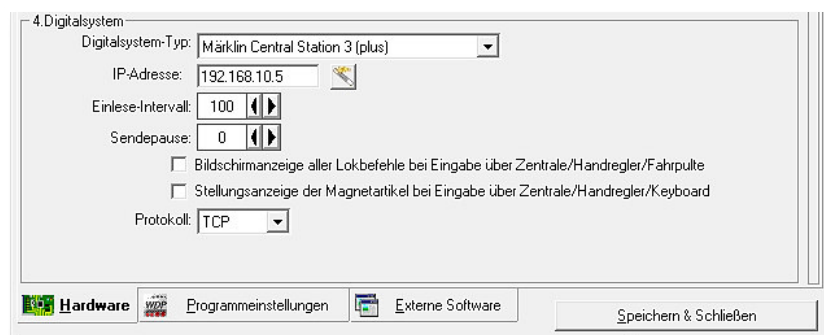 4.Digitalsystem
Digitalsystem-Typ: Märklin Central Station 3 (plus)
IP-Adresse: 192.168.10.5
Einlese-Intervall: 100
Sendepause: 0
Bildschirmanzeige aller Lokbefehle bei Eingabe über Zentrale/Handregler/Fahrpulte
Stellungsanzeige der Magnetartikel bei Eingabe über Zentrale/Handregler/Keyboard
Protokoll: TCP
Hardware WDP Programmeinstellungen Externe Software Speichern & Schließen